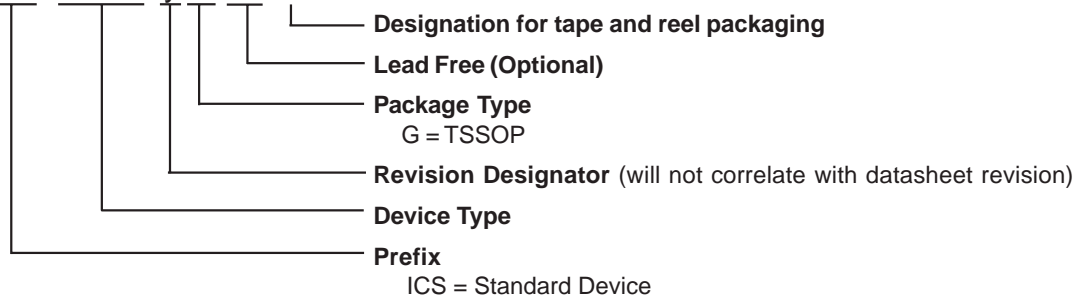 Designation for tape and reel packaging
Lead Free (Optional)
Package Type
G = TSSOP
Revision Designator (will not correlate with datasheet revision)
Device Type
Prefix
ICS = Standard Device